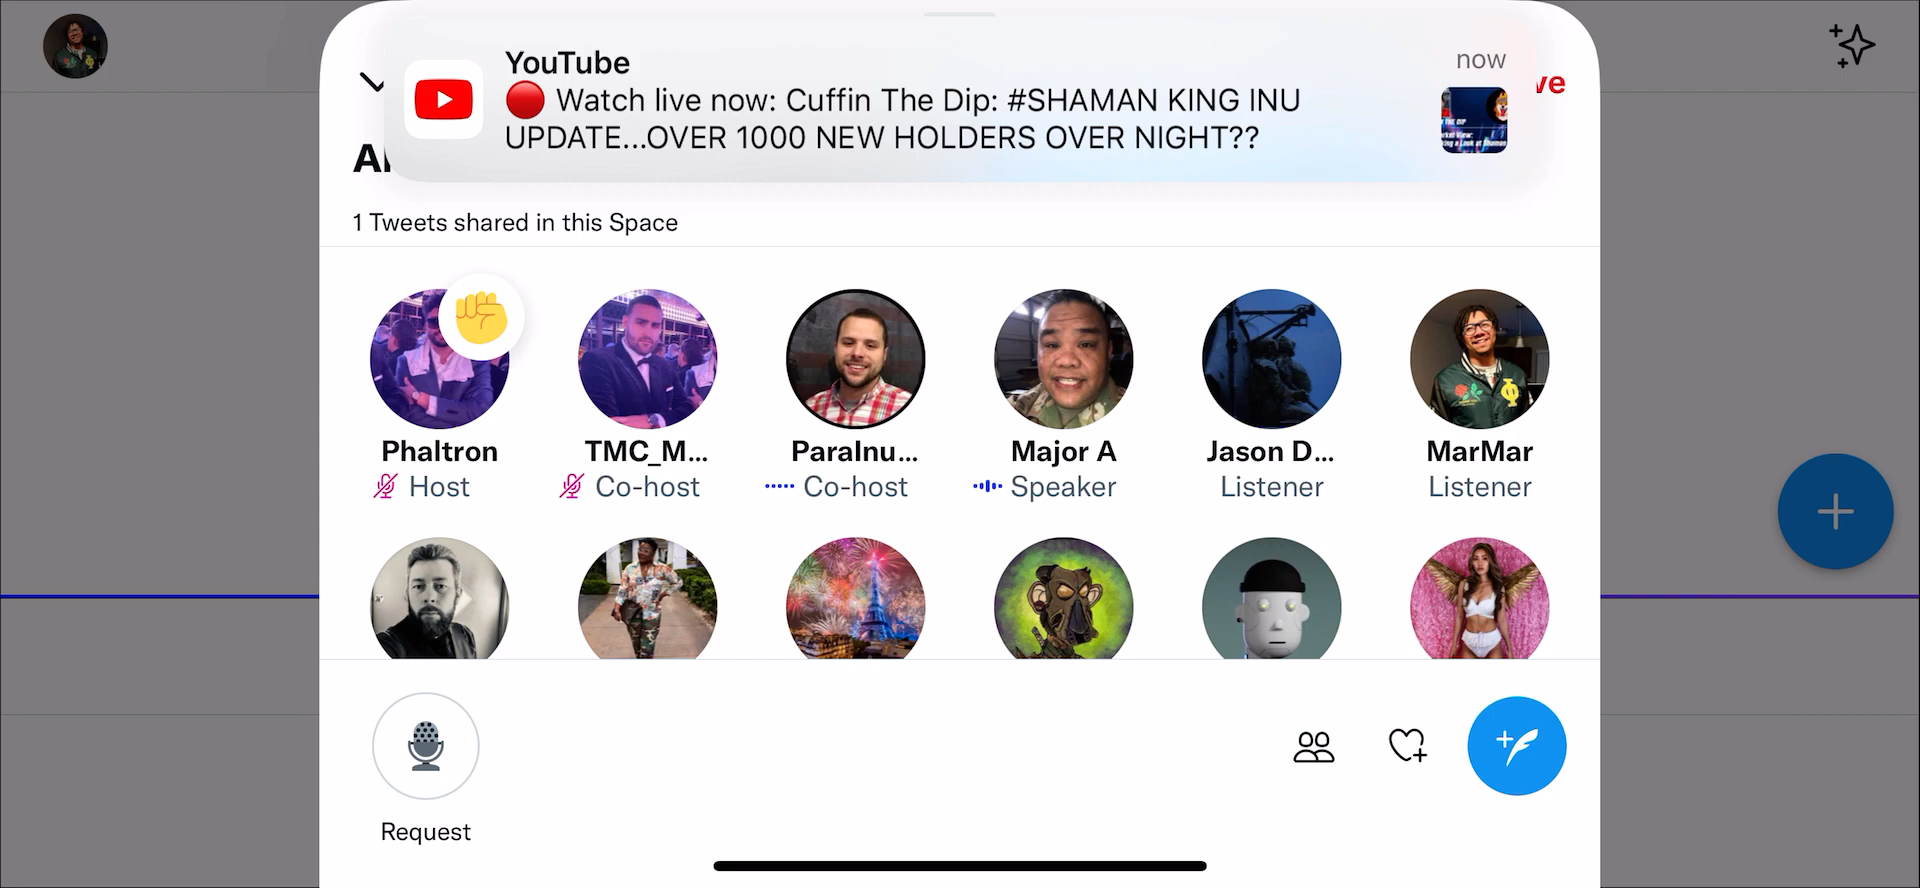 YouTube
now
🔴 Watch live now: Cuffin The Dip: #SHAMAN KING INU
UPDATE...OVER 1000 NEW HOLDERS OVER NIGHT??
1 Tweets shared in this Space
Phaltron
TMC_M...
ParaInu...
Major A
Jason D...
MarMar
Host
Co-host
Co-host
Speaker
Listener
Listener
Request